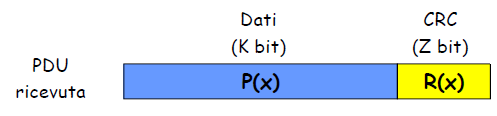 Dati
(K bit)
CRC
(Z bit)
PDU
ricevuta
P(x)
R(x)